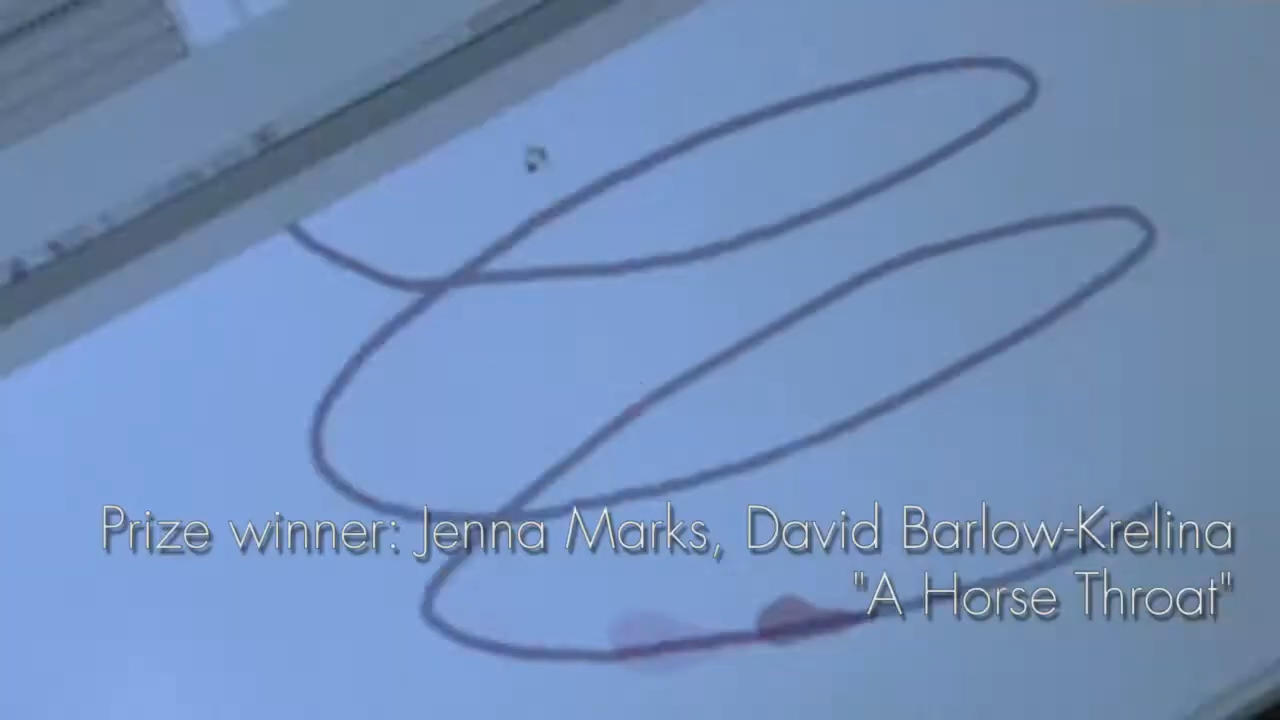 Prize winner: Jenna Marks, David Barlow-Krelina
"A Horse Throat"